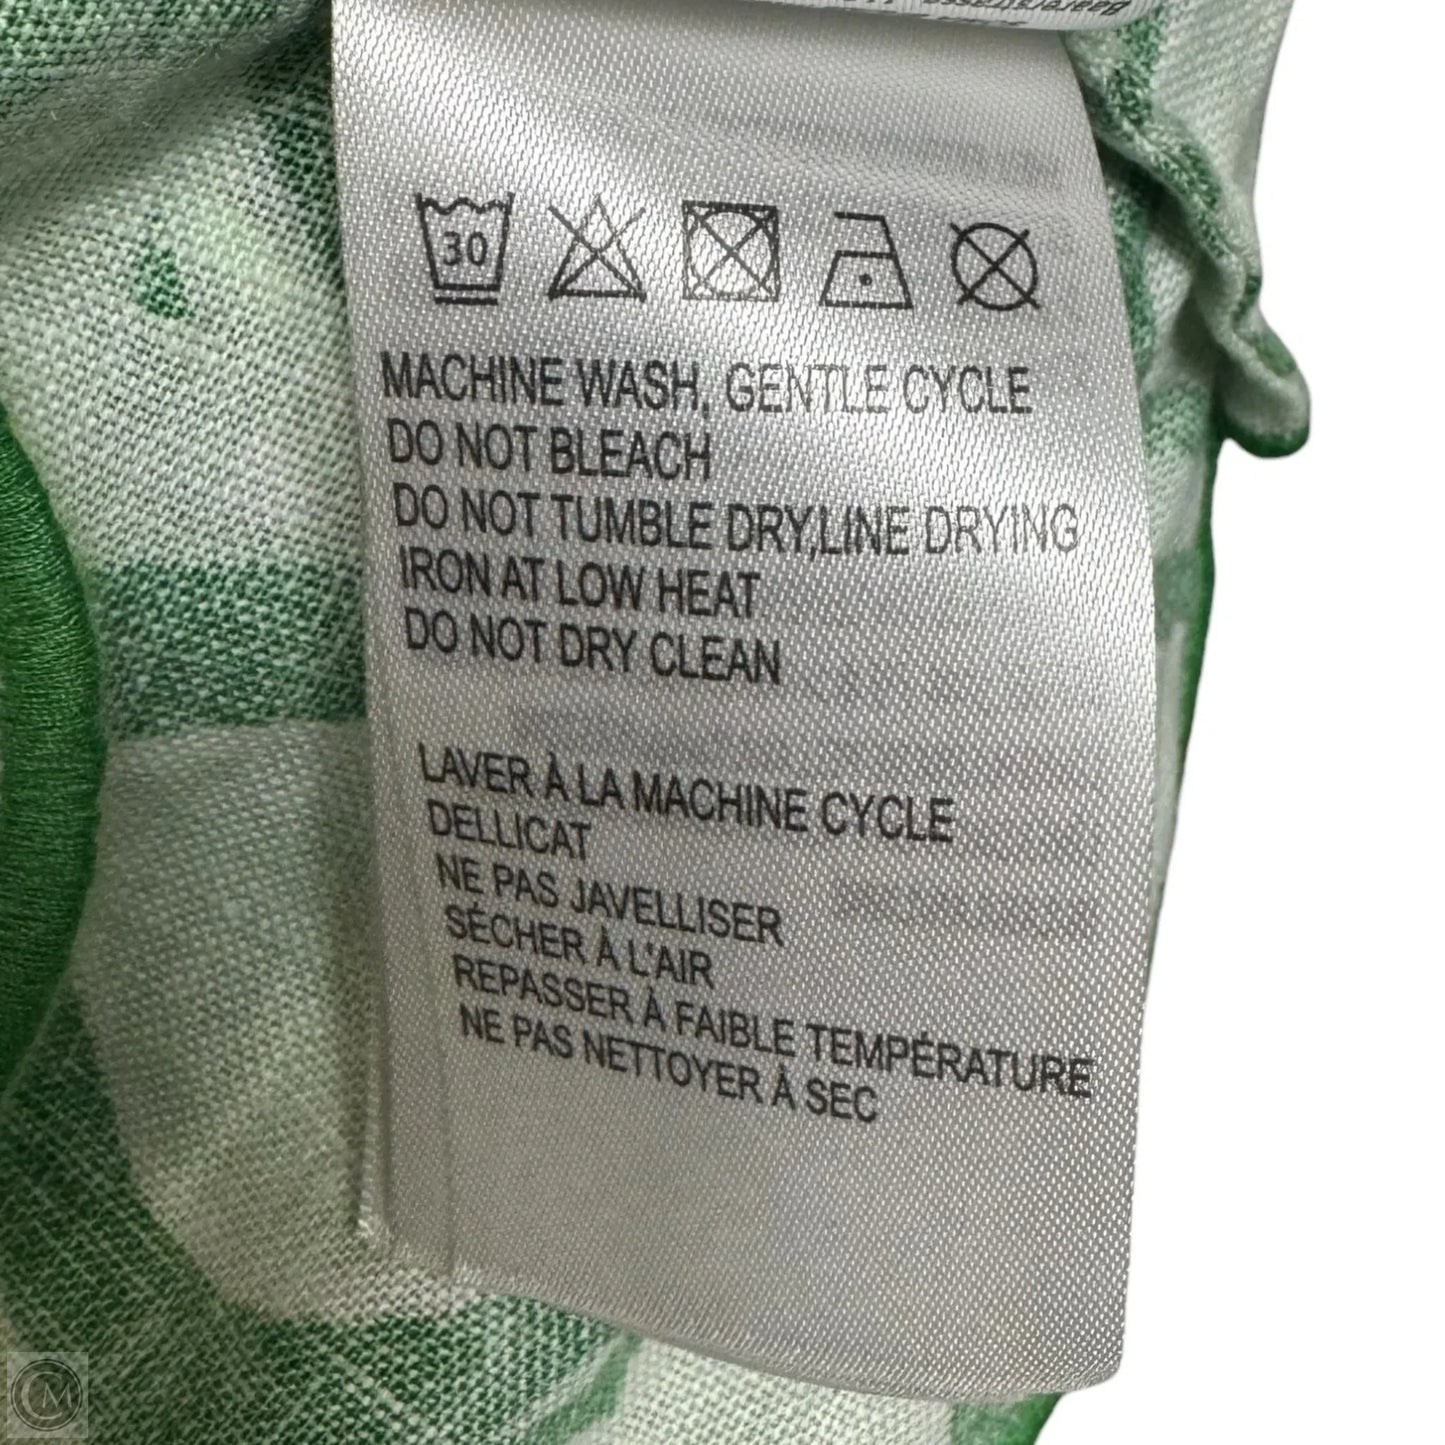 30
MACHINE WASH, GENTLE CYCLE
DO NOT BLEACH
DO NOT TUMBLE DRY,LINE DRYING
IRON AT LOW HEAT
DO NOT DRY CLEAN
LAVER À LA MACHINE CYCLE
DELLICAT
NE PAS JAVELLISER
SÉCHER À L'AIR
REPASSER À FAIBLE TEMPÉRATURE
NE PAS NETTOYER À SEC
CM